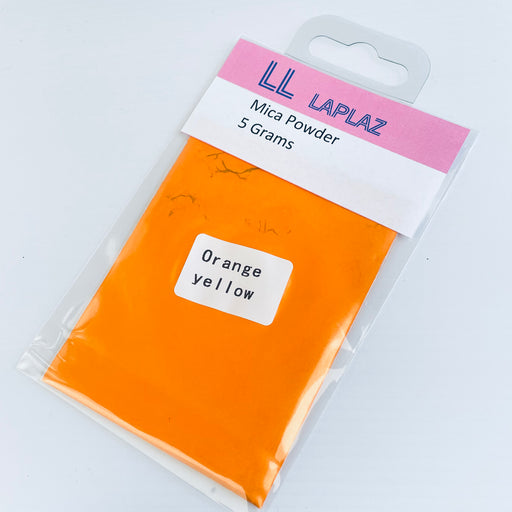 LL LAPLAZ
Mica Powder
5 Grams
Orange
yellow